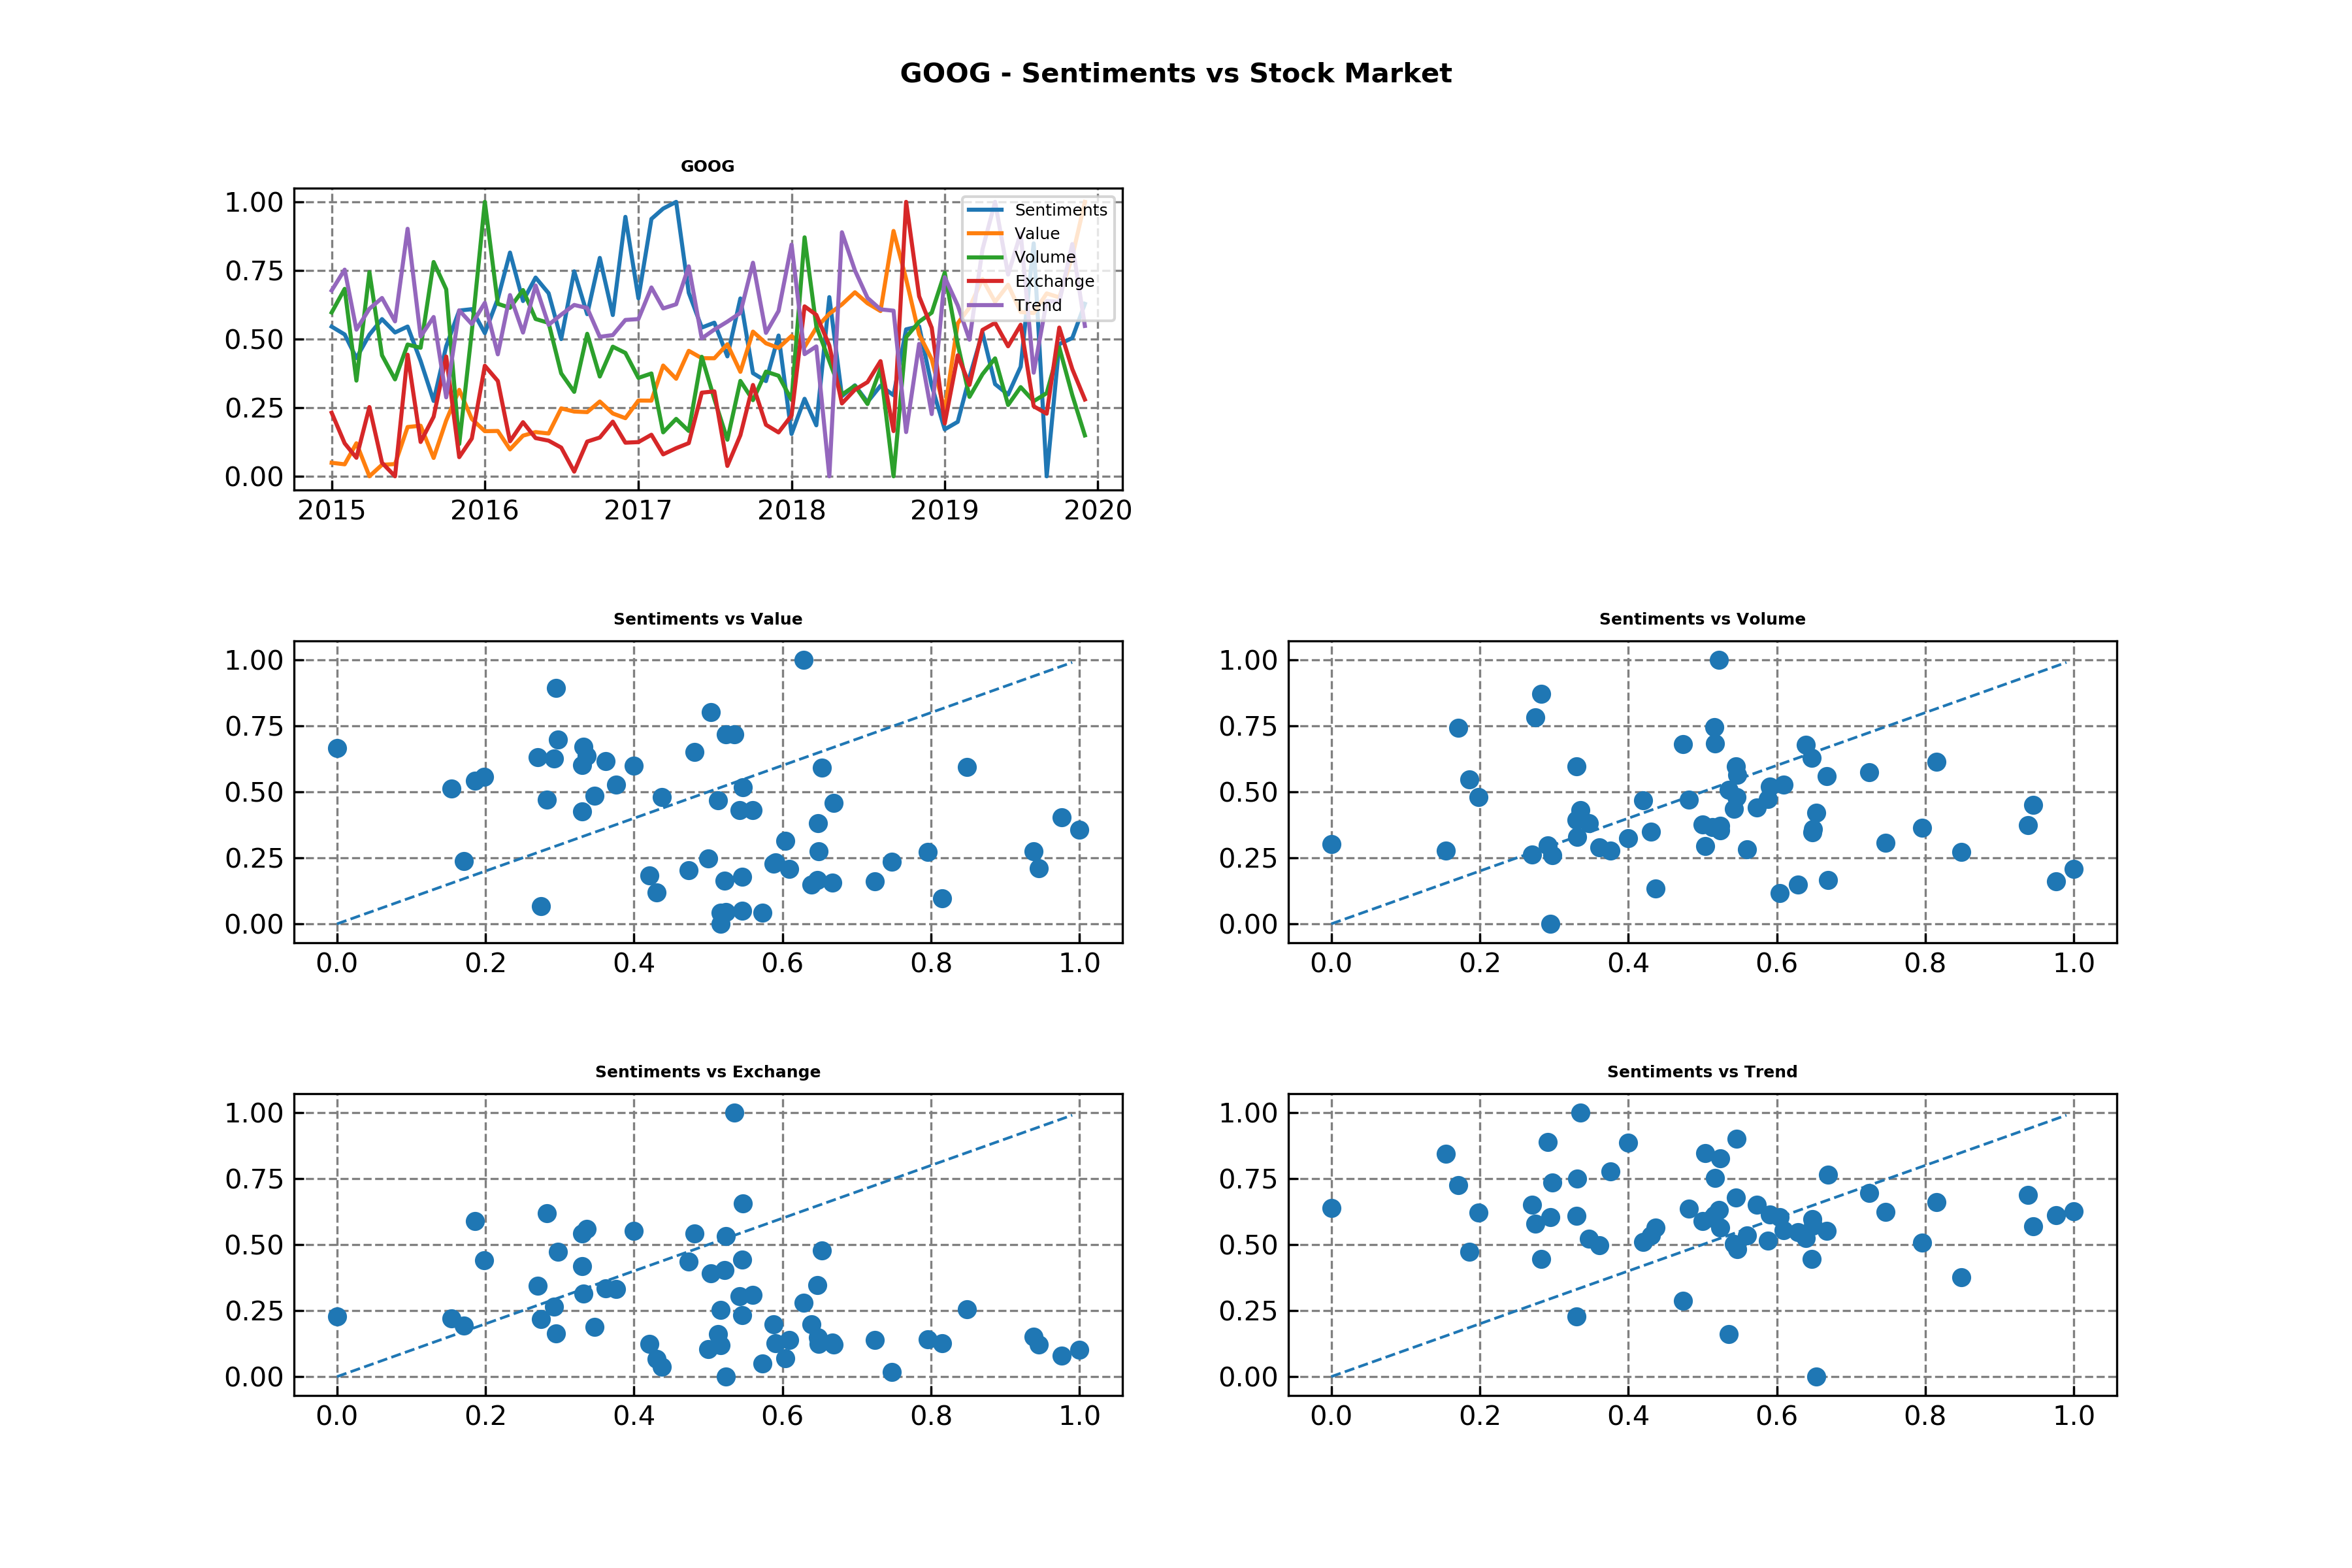 GOOG - Sentiments vs Stock Market
GOOG
1.00
0.75
0.50
0.25
0.00
2015 2016 2017 2018 2019 2020
Sentiments
Value
Volume
Exchange
Trend
Sentiments vs Value
1.00
0.75
0.50
0.25
0.00
0.0 0.2 0.4 0.6 0.8 1.0
Sentiments vs Volume
1.00
0.75
0.50
0.25
0.00
0.0 0.2 0.4 0.6 0.8 1.0
Sentiments vs Exchange
1.00
0.75
0.50
0.25
0.00
0.0 0.2 0.4 0.6 0.8 1.0
Sentiments vs Trend
1.00
0.75
0.50
0.25
0.00
0.0 0.2 0.4 0.6 0.8 1.0